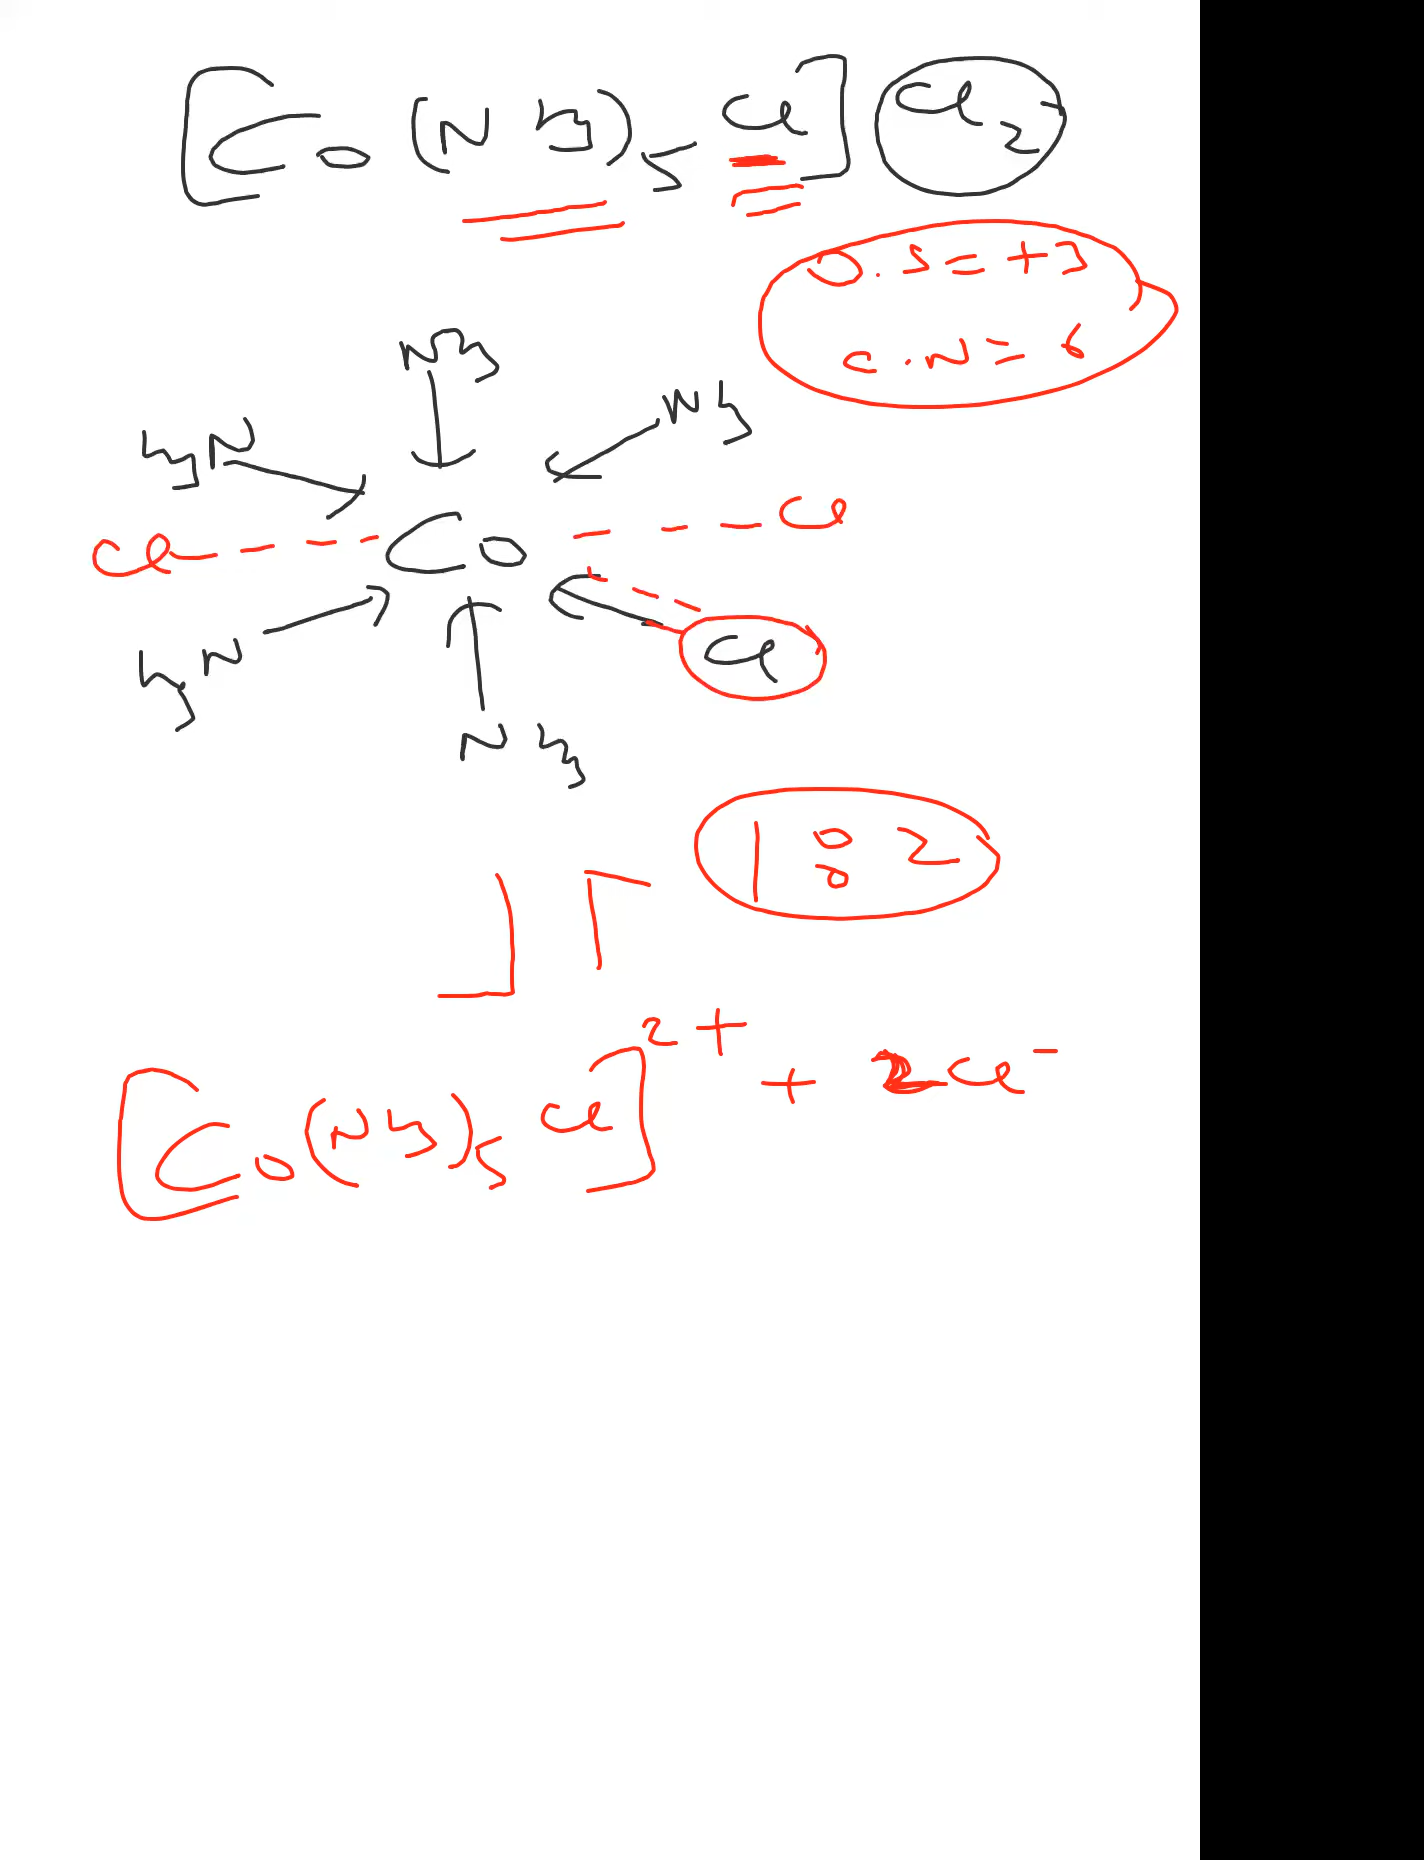 [Co(NH3)5Cl]Cl2
O.S = +3
C.N = 6
NH3
NH3
H3N
Cl
Co
Cl
H3N
Cl
NH3
1 : 2
[Co(NH3)5Cl]2+ + 2Cl-